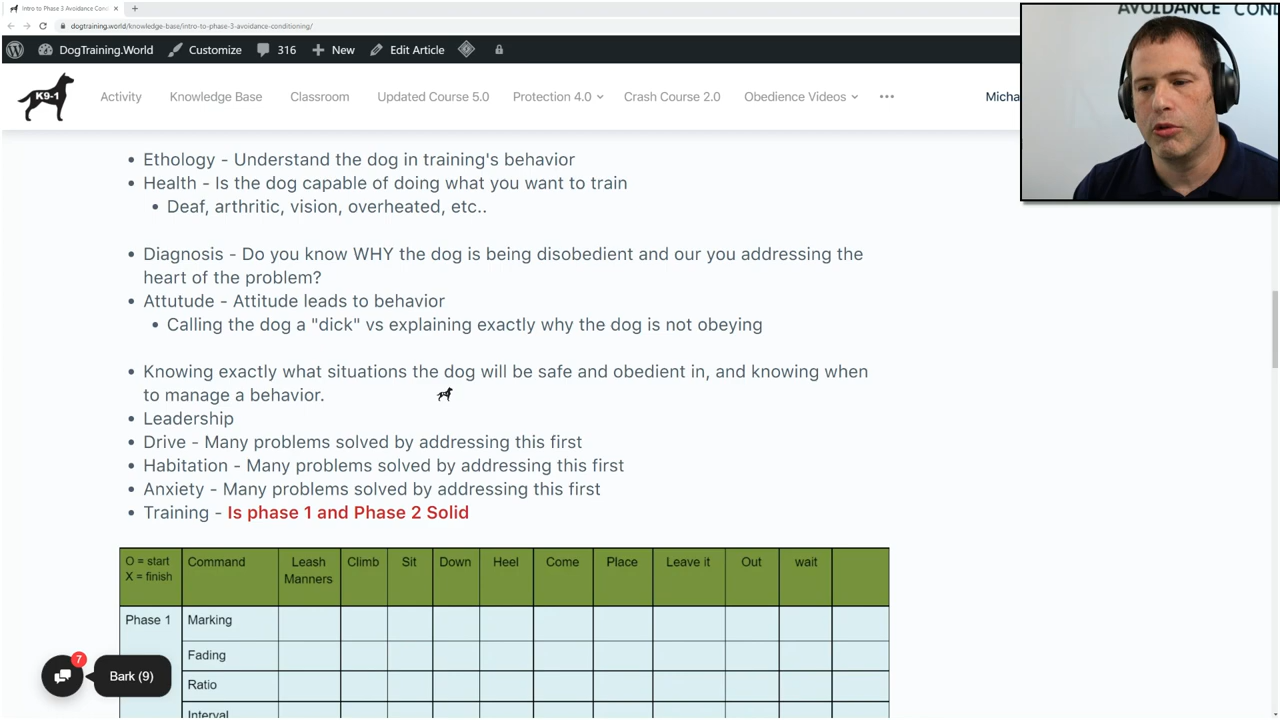 Intro to Phase 3 Avoidance Cond
dogtraining.world/knowledge-base/intro-to-phase-3-avoidance-conditioning/
AVOIDANCE COND
DogTraining.World Customize 316 New Edit Article
K9-1
Activity Knowledge Base Classroom Updated Course 5.0 Protection 4.0 Crash Course 2.0 Obedience Videos Micha
Ethology - Understand the dog in training's behavior
Health - Is the dog capable of doing what you want to train
Deaf, arthritic, vision, overheated, etc..
Diagnosis - Do you know WHY the dog is being disobedient and our you addressing the
heart of the problem?
Attutude - Attitude leads to behavior
Calling the dog a "dick" vs explaining exactly why the dog is not obeying
Knowing exactly what situations the dog will be safe and obedient in, and knowing when
to manage a behavior.
Leadership
Drive - Many problems solved by addressing this first
Habitation - Many problems solved by addressing this first
Anxiety - Many problems solved by addressing this first
Training - Is phase 1 and Phase 2 Solid
O = start Command Leash Climb Sit Down Heel Come Place Leave it Out wait
X = finish Manners
Phase 1 Marking
Fading
7
Bark (9)
Ratio
Interval